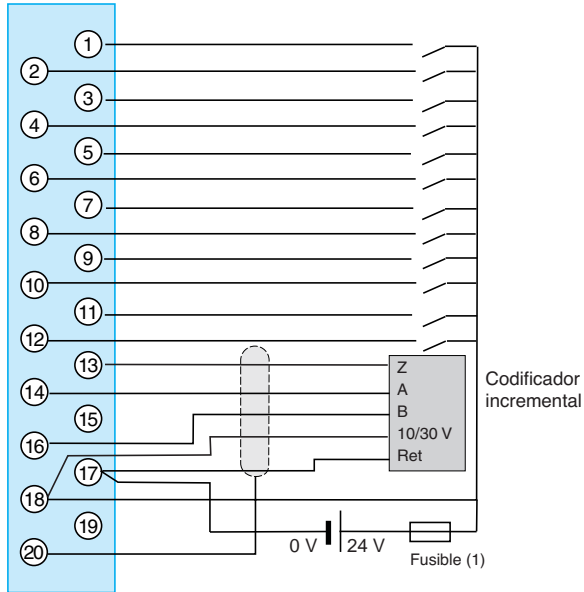 1
2
3
4
5
6
7
8
9
10
11
12
13
Z
14
A
Codificador
incremental
15
B
16
10/30 V
17
Ret
18
19
0 V
24 V
20
Fusible (1)